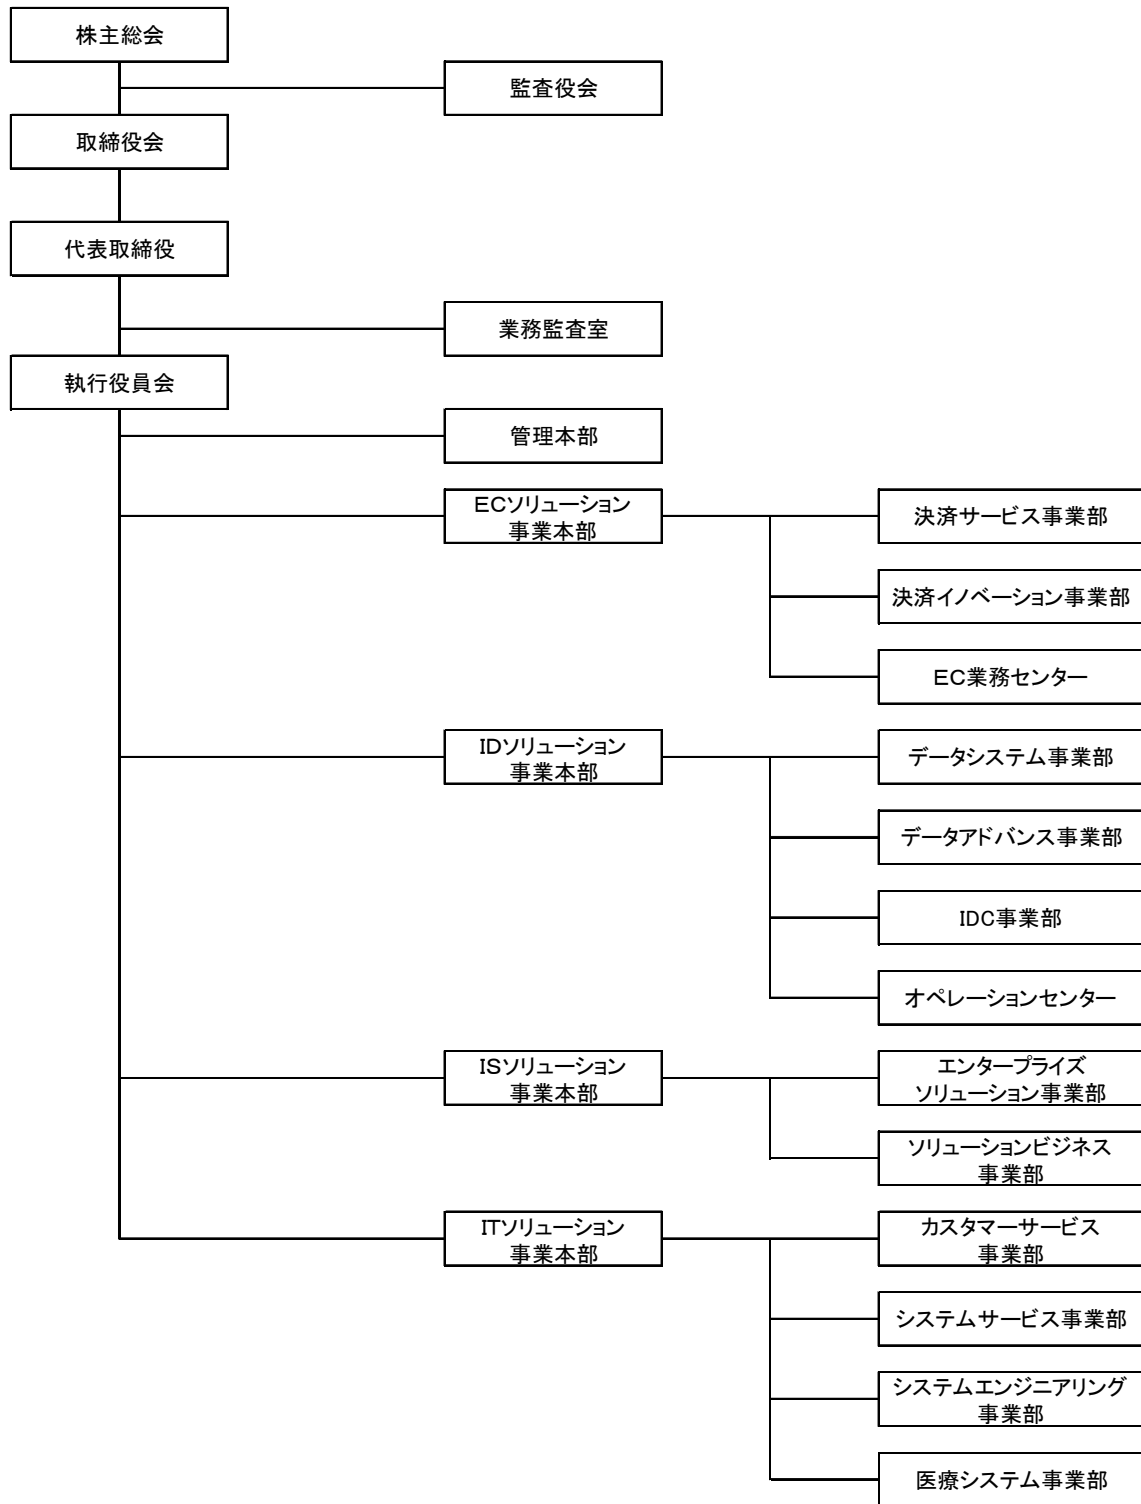 株主総会
監査役会
取締役会
代表取締役
業務監査室
執行役員会
管理本部
ECソリューション
事業本部
決済サービス事業部
決済イノベーション事業部
EC業務センター
IDソリューション
事業本部
データシステム事業部
データアドバンス事業部
IDC事業部
オペレーションセンター
ISソリューション
事業本部
エンタープライズ
ソリューション事業部
ソリューションビジネス
事業部
ITソリューション
事業本部
カスタマーサービス
事業部
システムサービス事業部
システムエンジニアリング
事業部
医療システム事業部